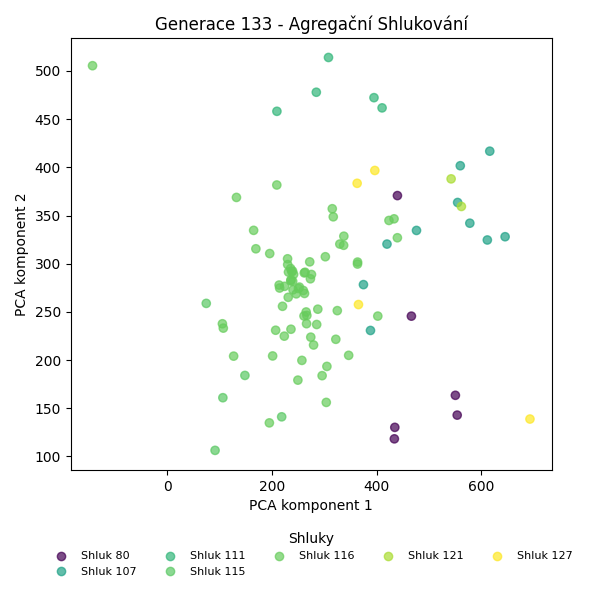 Generace 133 - Agregační Shlukování
500
450
400
350
300
250
200
150
100
PCA komponent 2
0 200 400 600
PCA komponent 1
Shluky
Shluk 80 Shluk 111 Shluk 116 Shluk 121 Shluk 127
Shluk 107 Shluk 115